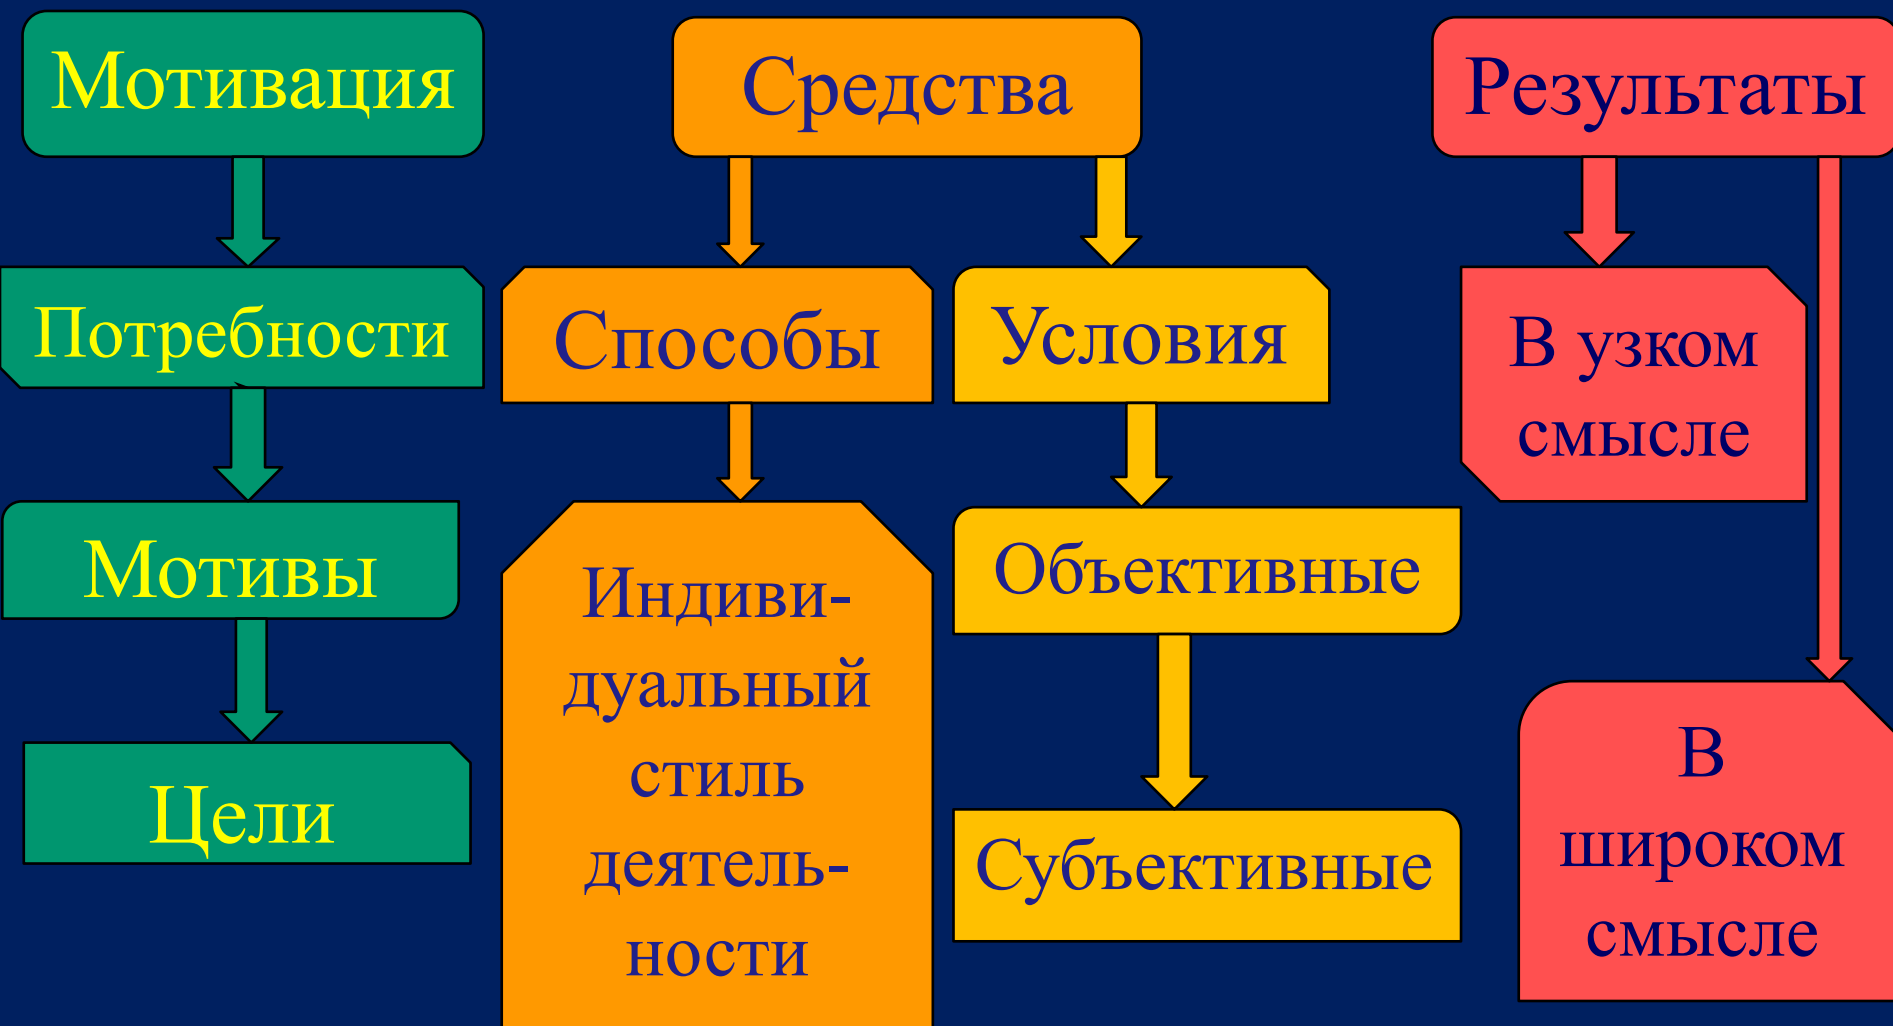 Мотивация
Средства
Результаты
Потребности
Способы
Условия
В узком
смысле
Мотивы
Индиви-
дуальный
стиль
деятель-
ности
Объективные
Цели
Субъективные
В
широком
смысле